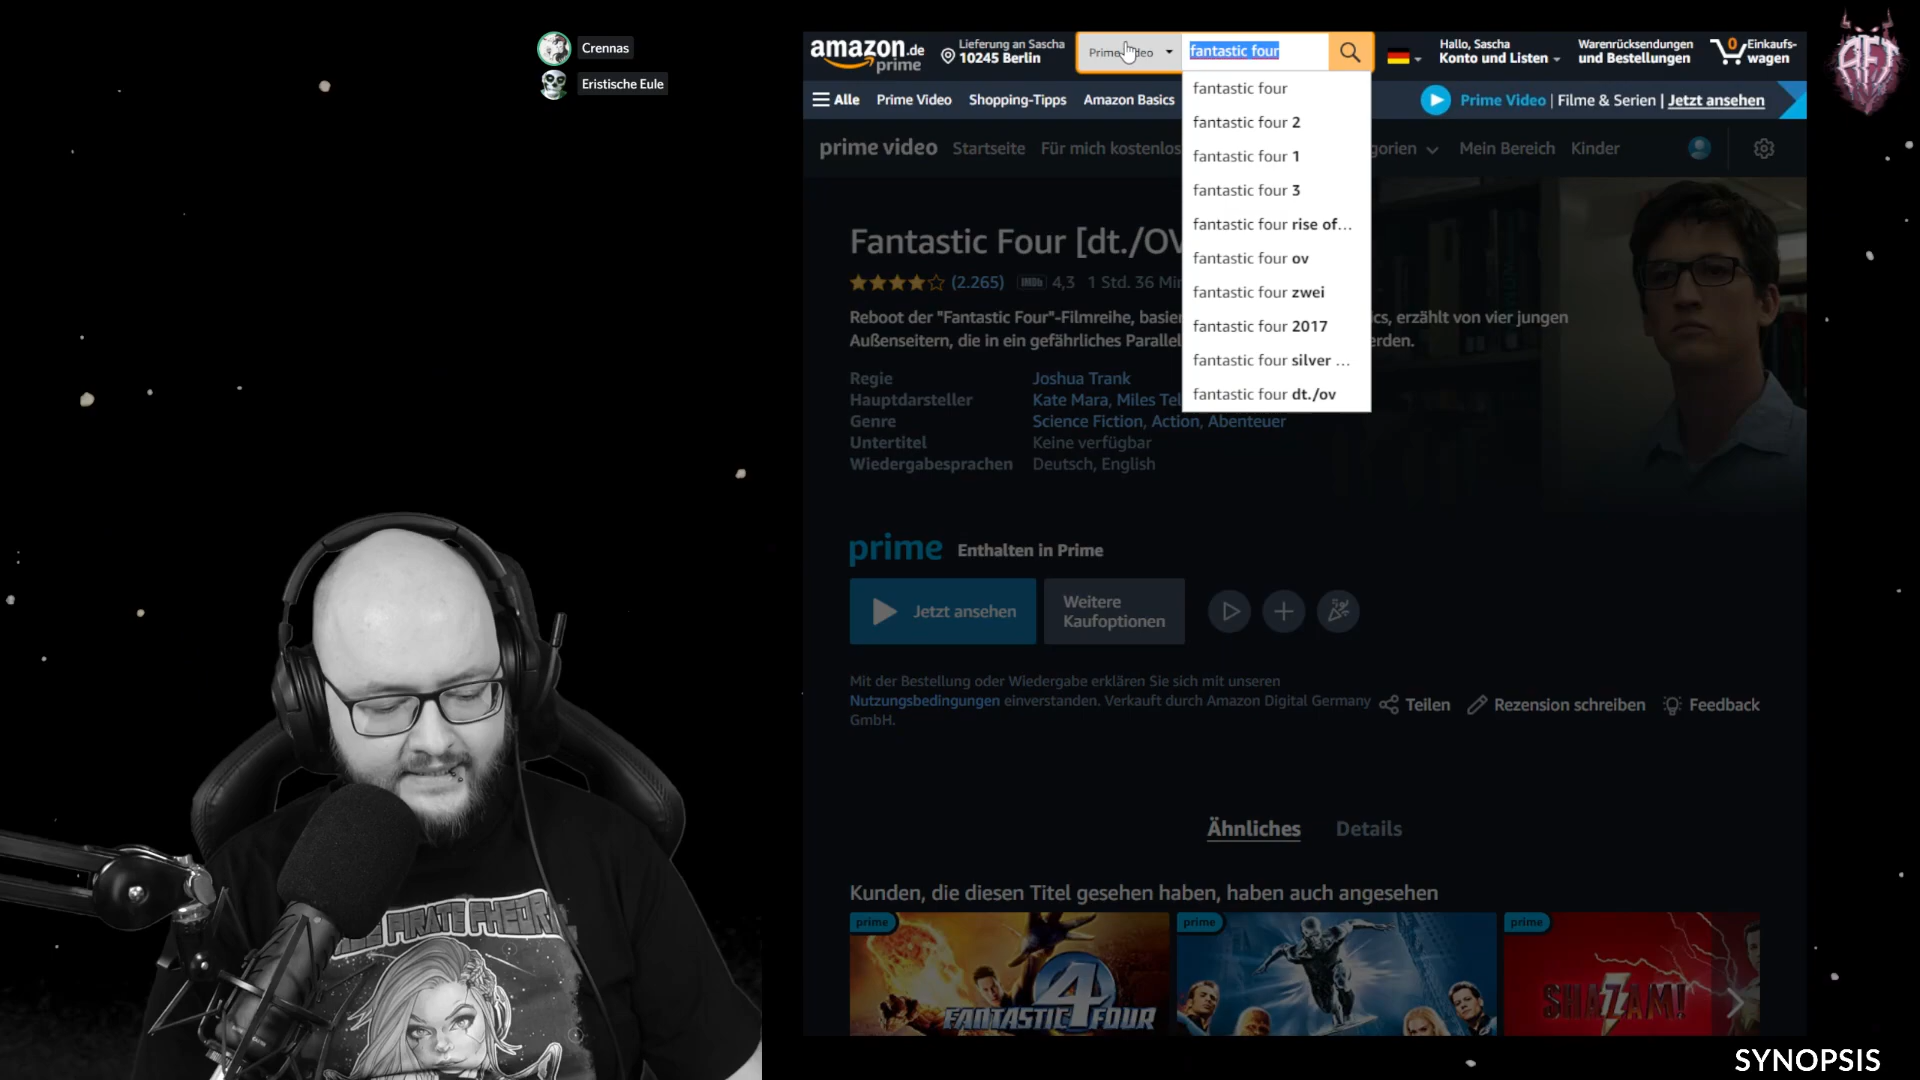 Crennas
Eristische Eule
amazon.de
prime
Lieferung an Sascha
10245 Berlin
fantastic four
Hallo, Sascha
Konto und Listen
Warenrücksendungen
und Bestellungen
0
Einkaufs-
wagen
Alle
Prime Video
Shopping-Tipps
Amazon Basics
Prime Video | Filme & Serien | Jetzt ansehen
fantastic four
fantastic four 2
fantastic four 1
fantastic four 3
fantastic four rise of...
fantastic four ov
fantastic four zwei
fantastic four 2017
fantastic four silver ...
fantastic four dt./ov
prime video
Startseite
Für mich kostenlos
gorien
Mein Bereich
Kinder
Fantastic Four [dt./OV
(2.265)
IMDb
4,3
1 Std. 36 Min
Reboot der "Fantastic Four"-Filmreihe, basie
cs, erzählt von vier jungen
Außenseitern, die in ein gefährliches Parallel
rden.
Regie
Joshua Trank
Hauptdarsteller
Kate Mara, Miles Tel
Genre
Science Fiction, Action, Abenteuer
Untertitel
Keine verfügbar
Wiedergabesprachen
Deutsch, English
prime
Enthalten in Prime
Jetzt ansehen
Weitere
Kaufoptionen
Mit der Bestellung oder Wiedergabe erklären Sie sich mit unseren
Nutzungsbedingungen einverstanden. Verkauft durch Amazon Digital Germany
GmbH.
Teilen
Rezension schreiben
Feedback
Ähnliches
Details
Kunden, die diesen Titel gesehen haben, haben auch angesehen
prime
4
FANTASTIC FOUR
prime
prime
SHAZAM!
PIRATE
SYNOPSIS